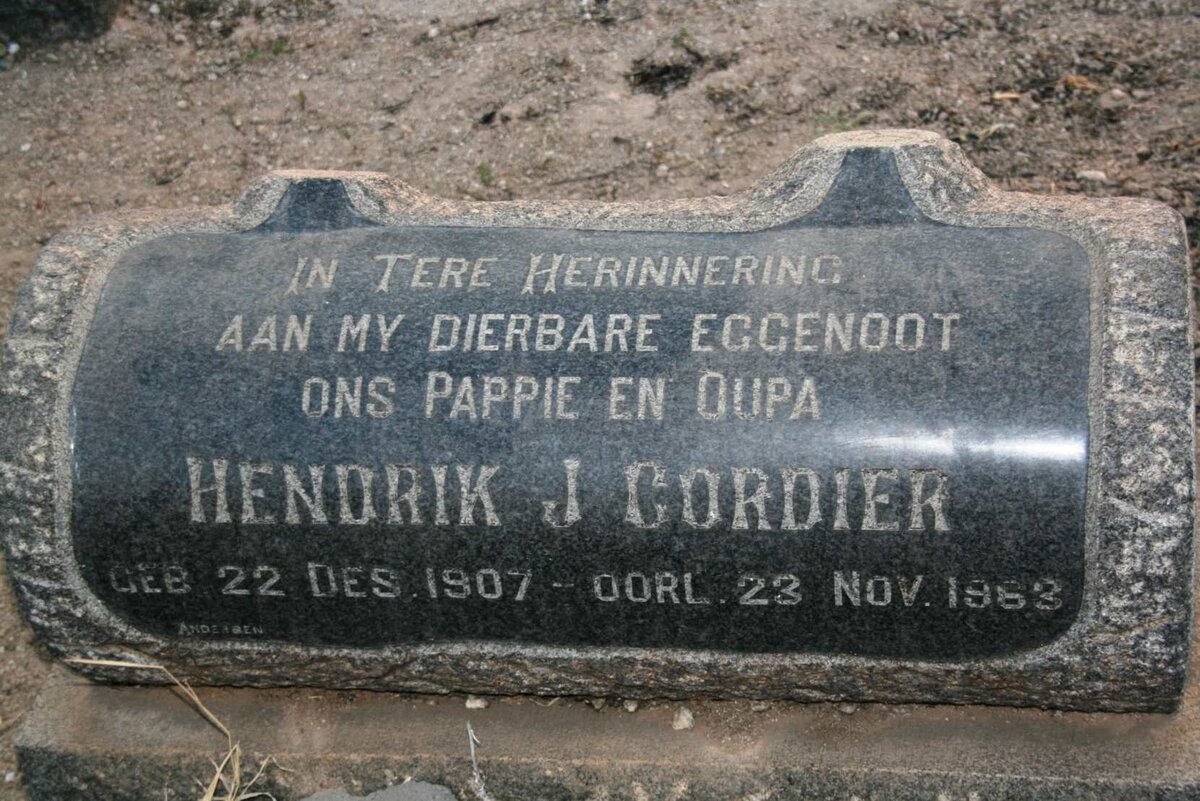 IN TERE HERINNERING
AAN MY DIERBARE EGGENOOT
ONS PAPPIE EN OUPA
HENDRIK J CORDIER
GEB. 22 DES. 1907 - OORL. 23 NOV. 1963
ANDERSEN